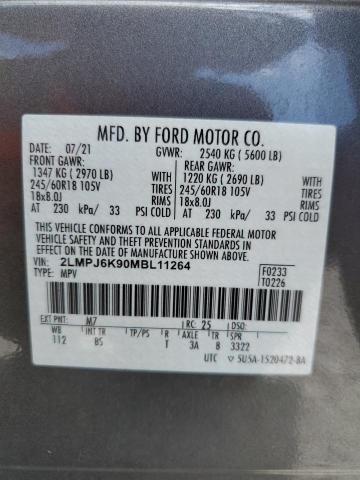 MFD. BY FORD MOTOR CO.
DATE: 07/21 GVWR: 2540 KG (5600 LB)
FRONT GAWR: REAR GAWR:
1347 KG (2970 LB) WITH 1220 KG (2690 LB) WITH
245/60R18 105V TIRES 245/60R18 105V TIRES
18x8.0J RIMS 18x8.0J RIMS
AT 230 kPa/ 33 PSI COLD AT 230 kPa/ 33 PSI COLD
THIS VEHICLE CONFORMS TO ALL APPLICABLE FEDERAL MOTOR
VEHICLE SAFETY AND THEFT PREVENTION STANDARDS IN EFFECT ON
THE DATE OF MANUFACTURE SHOWN ABOVE.
VIN: 2LMPJ6K90MBL11264
TYPE: MPV
F0233
T0226
EXT PNT: M7 RC: 25 DSO:
WB BRK INT TR TP/PS R AXLE TR SPR
112 BS T 3A B 3322
UTC 5U5A-1520472-BA